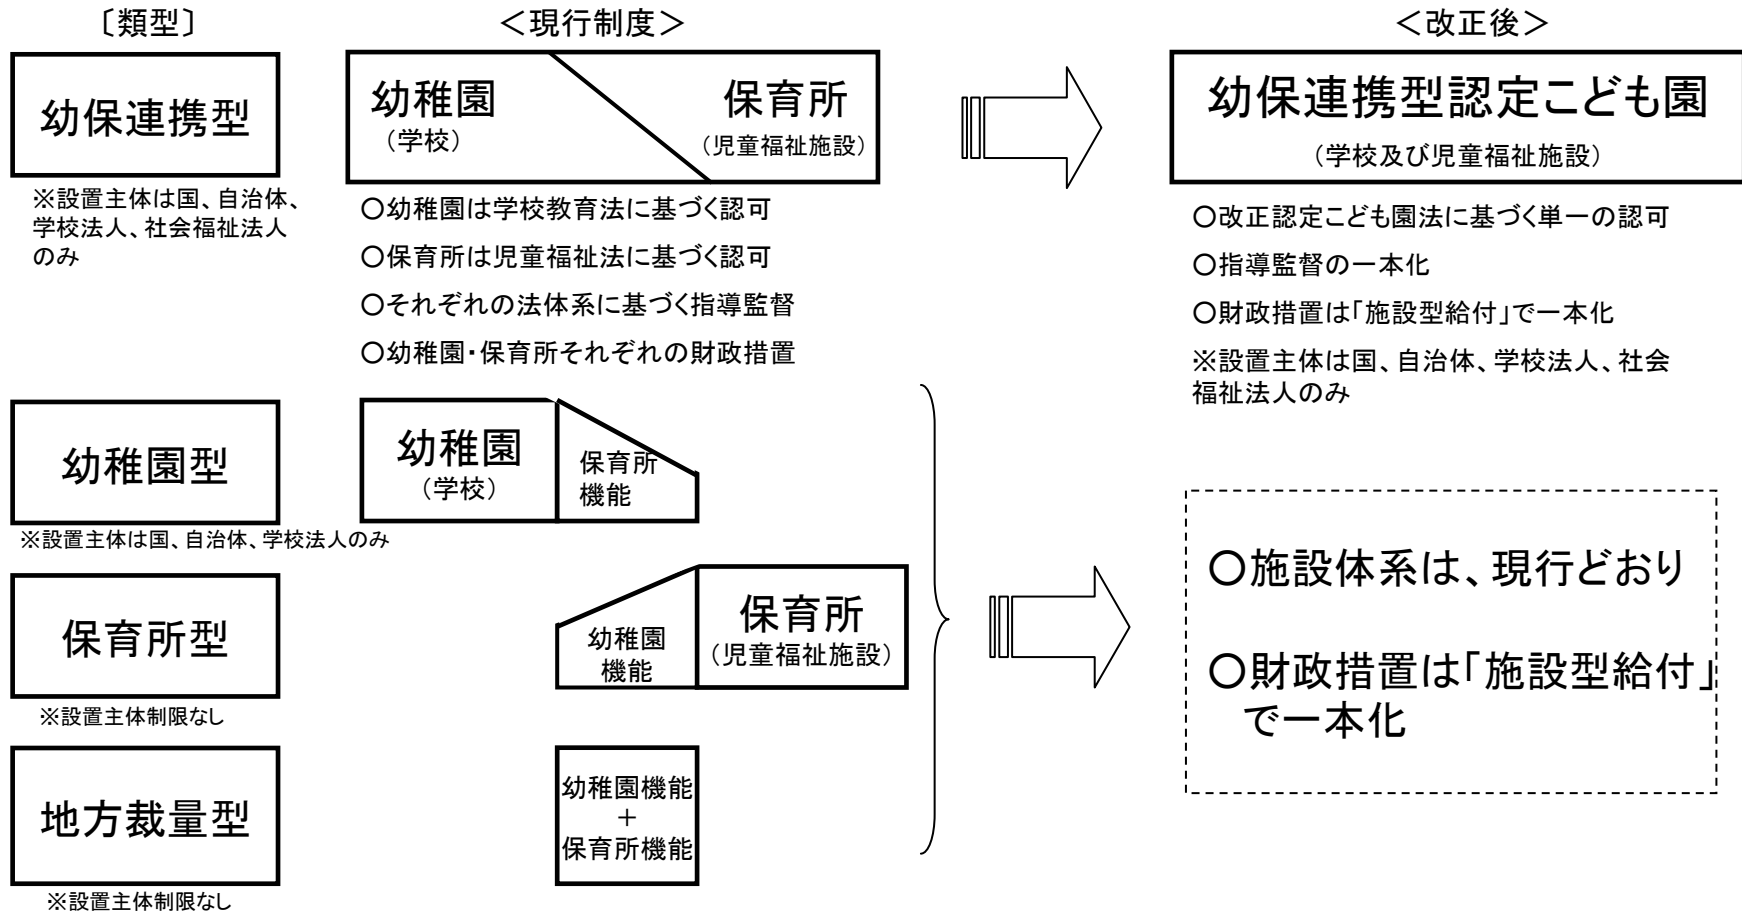 〔類型〕
＜現行制度＞
＜改正後＞
幼保連携型
※設置主体は国、自治体、
学校法人、社会福祉法人
のみ
幼稚園
（学校）
保育所
（児童福祉施設）
○幼稚園は学校教育法に基づく認可
○保育所は児童福祉法に基づく認可
○それぞれの法体系に基づく指導監督
○幼稚園・保育所それぞれの財政措置
幼保連携型認定こども園
（学校及び児童福祉施設）
○改正認定こども園法に基づく単一の認可
○指導監督の一本化
○財政措置は「施設型給付」で一本化
※設置主体は国、自治体、学校法人、社会
福祉法人のみ
幼稚園型
※設置主体は国、自治体、学校法人のみ
幼稚園
（学校）
保育所
機能
保育所型
※設置主体制限なし
幼稚園
機能
保育所
（児童福祉施設）
地方裁量型
※設置主体制限なし
幼稚園機能
＋
保育所機能
○施設体系は、現行どおり
○財政措置は「施設型給付」
で一本化